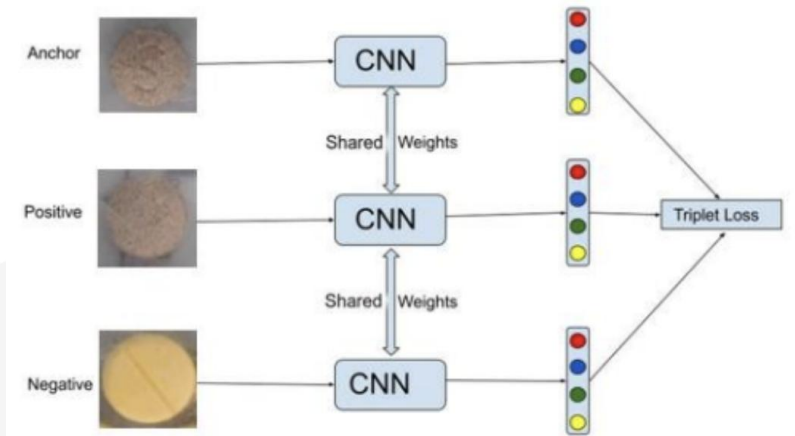 Anchor
CNN
Shared Weights
Positive
CNN
Triplet Loss
Shared Weights
Negative
CNN